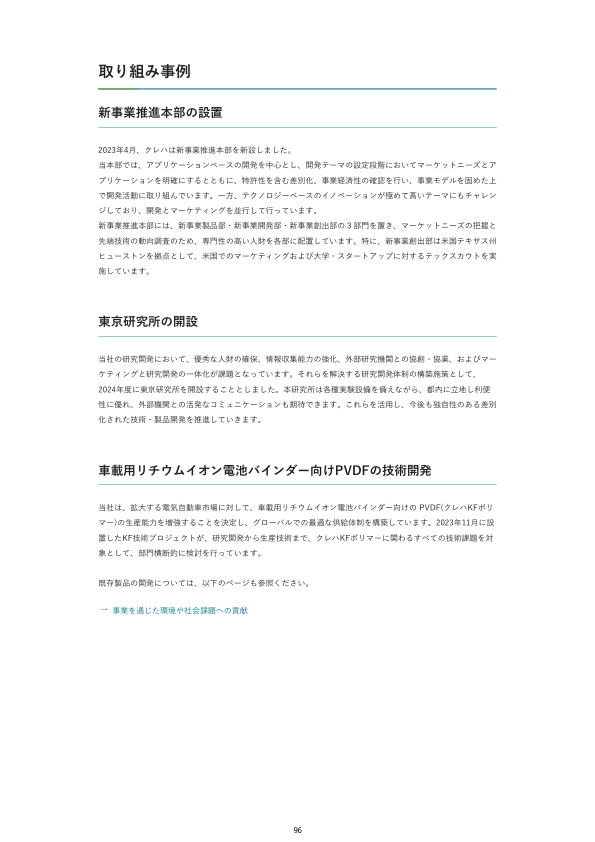 取り組み事例
新事業推進本部の設置
2023年4月、クレハは新事業推進本部を新設しました。
当本部では、アプリケーションベースの開発を中心とし、開発テーマの設定段階においてマーケットニーズとア
プリケーションを明確にするとともに、特許性を含む差別化、事業経済性の確認を行い、事業モデルを固めた上
で開発活動に取り組んでいます。一方、テクノロジーベースのイノベーションが極めて高いテーマにもチャレン
ジしており、開発とマーケティングを並行して行っています。
新事業推進本部には、新事業製品部・新事業開発部・新事業創出部の３部門を置き、マーケットニーズの把握と
先端技術の動向調査のため、専門性の高い人財を各部に配置しています。特に、新事業創出部は米国テキサス州
ヒューストンを拠点として、米国でのマーケティングおよび大学・スタートアップに対するテックスカウトを実
施しています。
東京研究所の開設
当社の研究開発において、優秀な人財の確保、情報収集能力の強化、外部研究機関との協創・協業、およびマー
ケティングと研究開発の一体化が課題となっています。それらを解決する研究開発体制の構築施策として、
2024年度に東京研究所を開設することとしました。本研究所は各種実験設備を備えながら、都内に立地し利便
性に優れ、外部機関との活発なコミュニケーションも期待できます。これらを活用し、今後も独自性のある差別
化された技術・製品開発を推進していきます。
車載用リチウムイオン電池バインダー向けPVDFの技術開発
当社は、拡大する電気自動車市場に対して、車載用リチウムイオン電池バインダー向けの PVDF(クレハKFポリ
マー)の生産能力を増強することを決定し、グローバルでの最適な供給体制を構築しています。2023年11月に設
置したKF技術プロジェクトが、研究開発から生産技術まで、クレハKFポリマーに関わるすべての技術課題を対
象として、部門横断的に検討を行っています。
既存製品の開発については、以下のページも参照ください。
→ 事業を通じた環境や社会課題への貢献
96